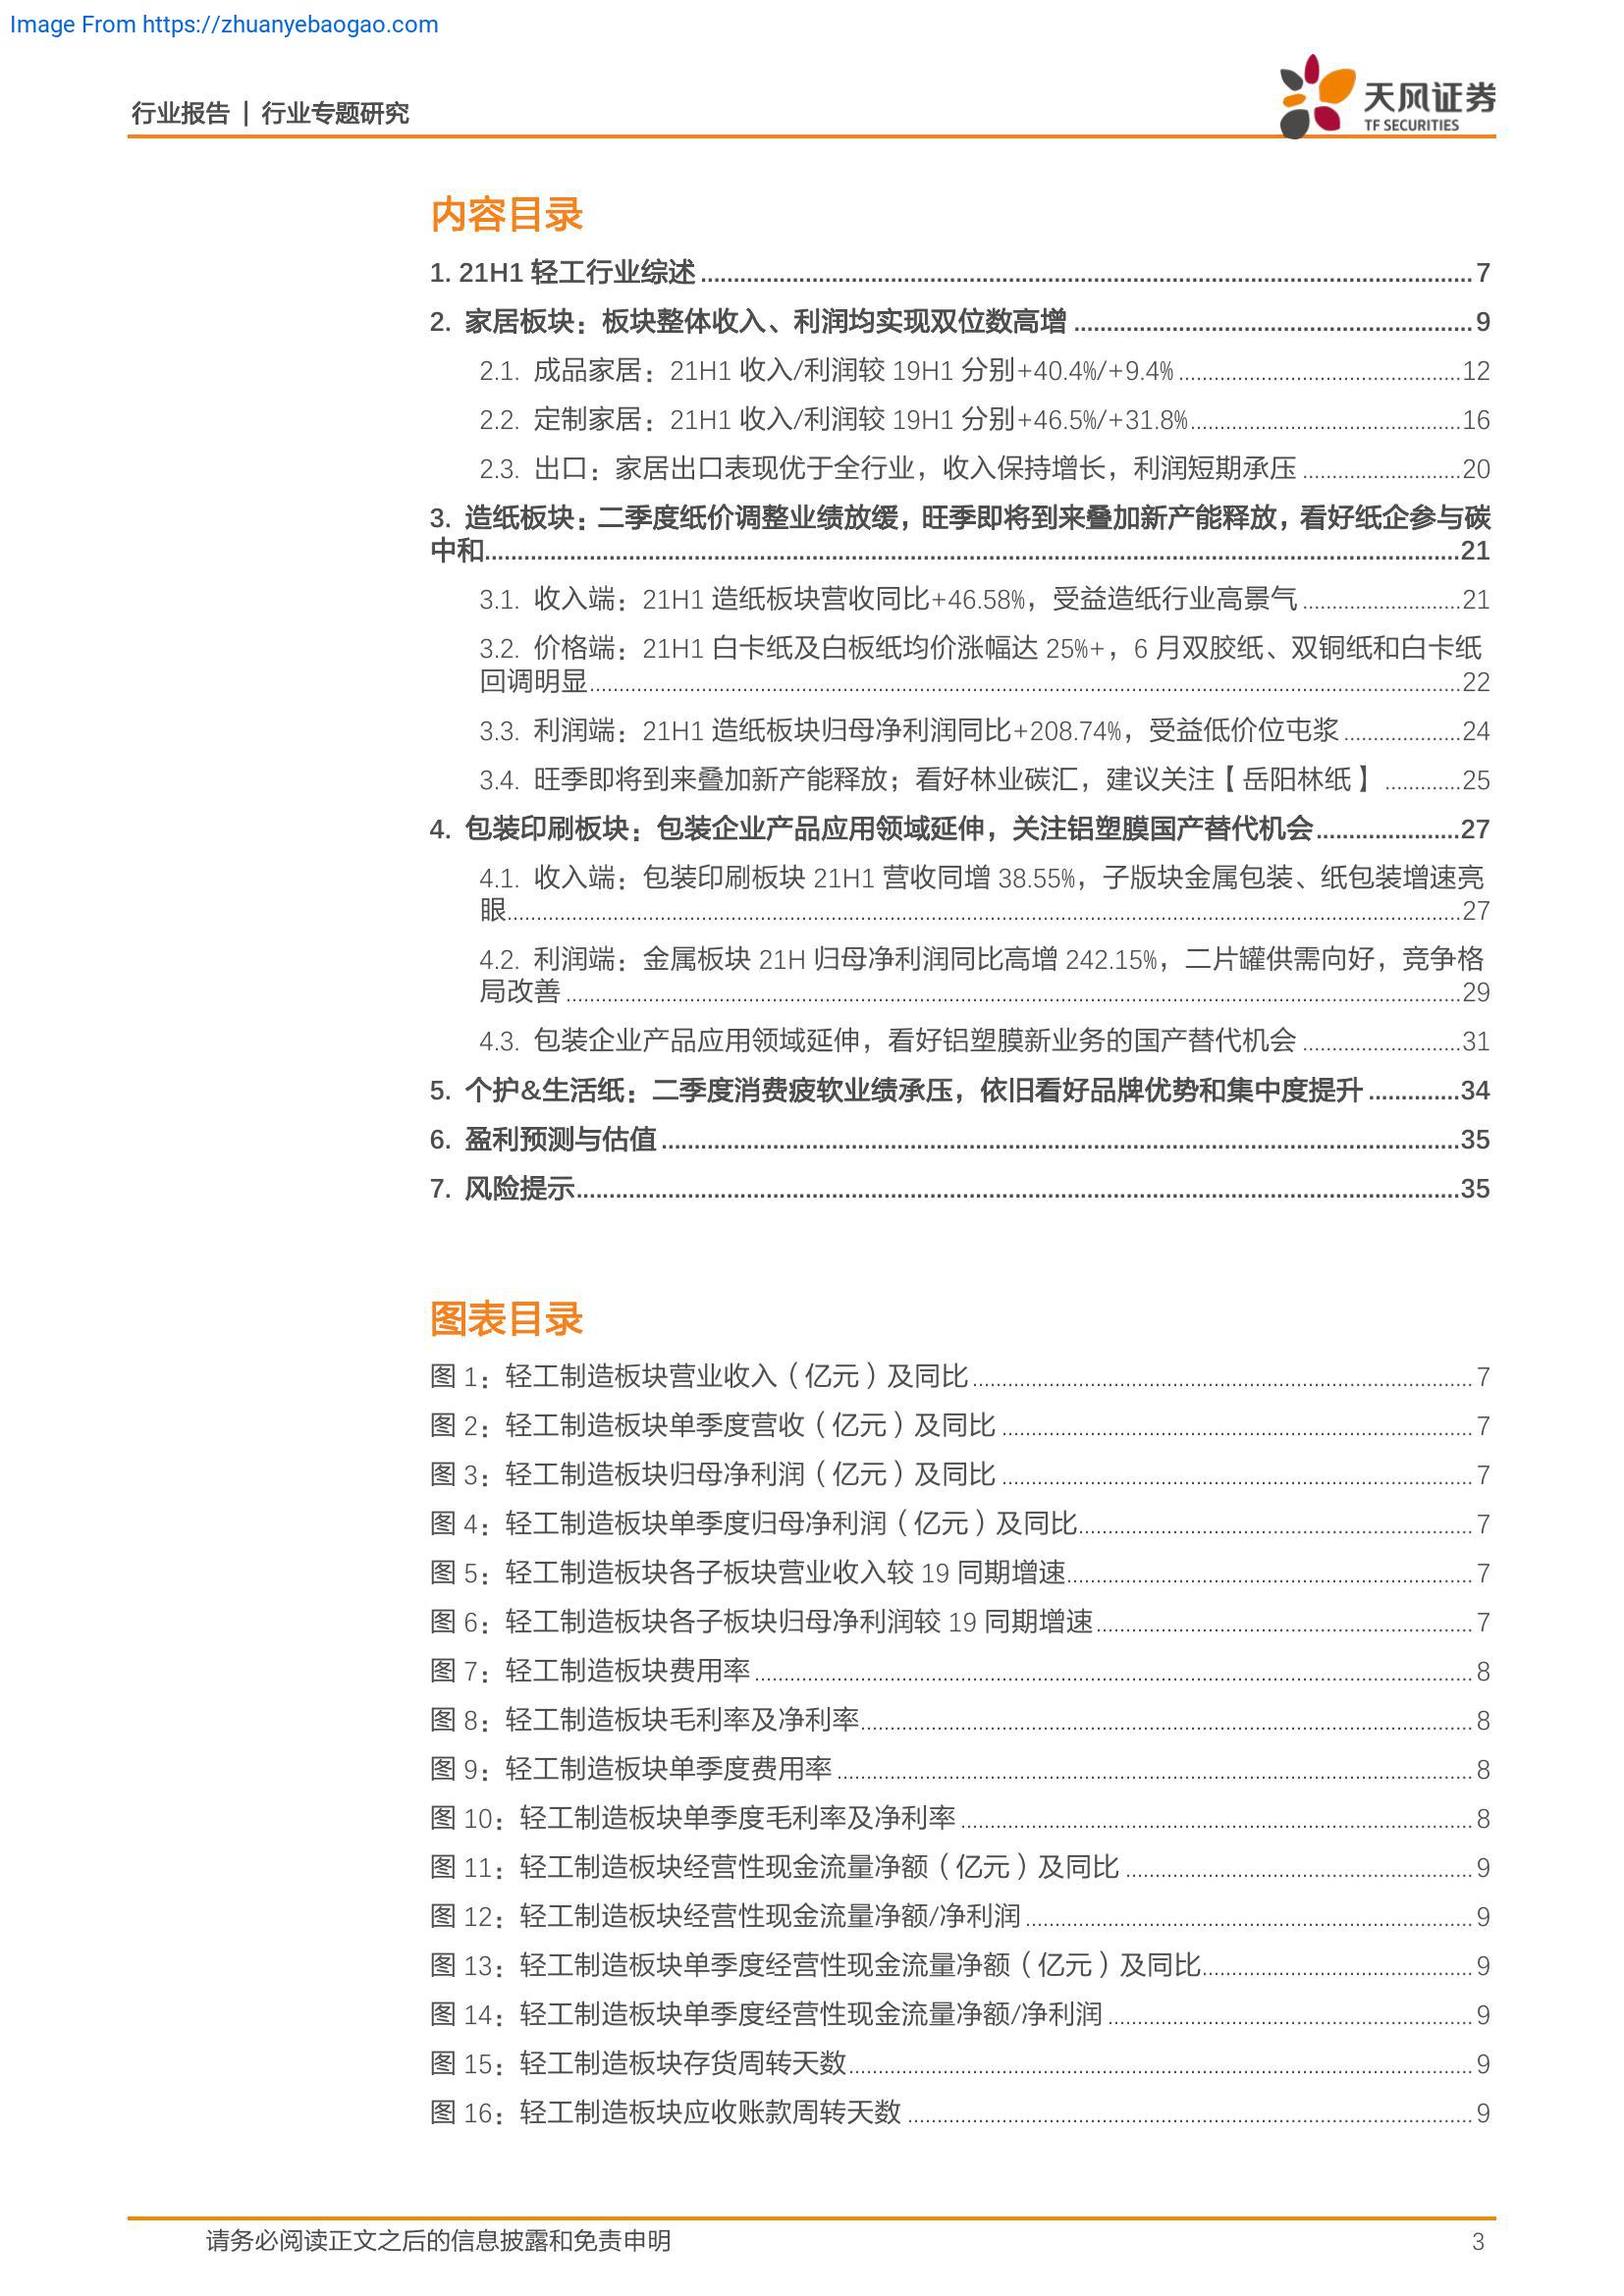 Image From https://zhuanyebaogao.com
行业报告 | 行业专题研究
天风证券
TF SECURITIES
内容目录
1. 21H1 轻工行业综述 ........ 7
2. 家居板块：板块整体收入、利润均实现双位数高增 ........ 9
2.1. 成品家居：21H1 收入/利润较 19H1 分别+40.4%/+9.4% ........ 12
2.2. 定制家居：21H1 收入/利润较 19H1 分别+46.5%/+31.8% ........ 16
2.3. 出口：家居出口表现优于全行业，收入保持增长，利润短期承压 ........ 20
3. 造纸板块：二季度纸价调整业绩放缓，旺季即将到来叠加新产能释放，看好纸企参与碳
中和 ........ 21
3.1. 收入端：21H1 造纸板块营收同比+46.58%，受益造纸行业高景气 ........ 21
3.2. 价格端：21H1 白卡纸及白板纸均价涨幅达 25%+，6 月双胶纸、双铜纸和白卡纸
回调明显 ........ 22
3.3. 利润端：21H1 造纸板块归母净利润同比+208.74%，受益低价位屯浆 ........ 24
3.4. 旺季即将到来叠加新产能释放；看好林业碳汇，建议关注【岳阳林纸】 ........ 25
4. 包装印刷板块：包装企业产品应用领域延伸，关注铝塑膜国产替代机会 ........ 27
4.1. 收入端：包装印刷板块 21H1 营收同增 38.55%，子版块金属包装、纸包装增速亮
眼 ........ 27
4.2. 利润端：金属板块 21H 归母净利润同比高增 242.15%，二片罐供需向好，竞争格
局改善 ........ 29
4.3. 包装企业产品应用领域延伸，看好铝塑膜新业务的国产替代机会 ........ 31
5. 个护&生活纸：二季度消费疲软业绩承压，依旧看好品牌优势和集中度提升 ........ 34
6. 盈利预测与估值 ........ 35
7. 风险提示 ........ 35
图表目录
图 1：轻工制造板块营业收入（亿元）及同比 ........ 7
图 2：轻工制造板块单季度营收（亿元）及同比 ........ 7
图 3：轻工制造板块归母净利润（亿元）及同比 ........ 7
图 4：轻工制造板块单季度归母净利润（亿元）及同比 ........ 7
图 5：轻工制造板块各子板块营业收入较 19 同期增速 ........ 7
图 6：轻工制造板块各子板块归母净利润较 19 同期增速 ........ 7
图 7：轻工制造板块费用率 ........ 8
图 8：轻工制造板块毛利率及净利率 ........ 8
图 9：轻工制造板块单季度费用率 ........ 8
图 10：轻工制造板块单季度毛利率及净利率 ........ 8
图 11：轻工制造板块经营性现金流量净额（亿元）及同比 ........ 9
图 12：轻工制造板块经营性现金流量净额/净利润 ........ 9
图 13：轻工制造板块单季度经营性现金流量净额（亿元）及同比 ........ 9
图 14：轻工制造板块单季度经营性现金流量净额/净利润 ........ 9
图 15：轻工制造板块存货周转天数 ........ 9
图 16：轻工制造板块应收账款周转天数 ........ 9
请务必阅读正文之后的信息披露和免责申明
3